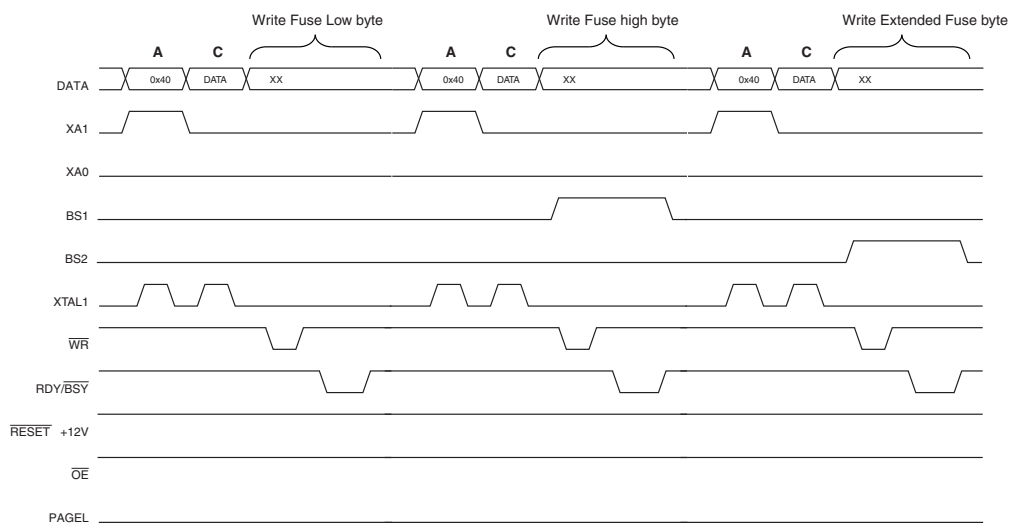 Write Fuse Low byte Write Fuse high byte Write Extended Fuse byte
A C A C A C
DATA 0x40 DATA XX 0x40 DATA XX 0x40 DATA XX
XA1
XA0
BS1
BS2
XTAL1
WR
RDY/BSY
RESET +12V
OE
PAGEL